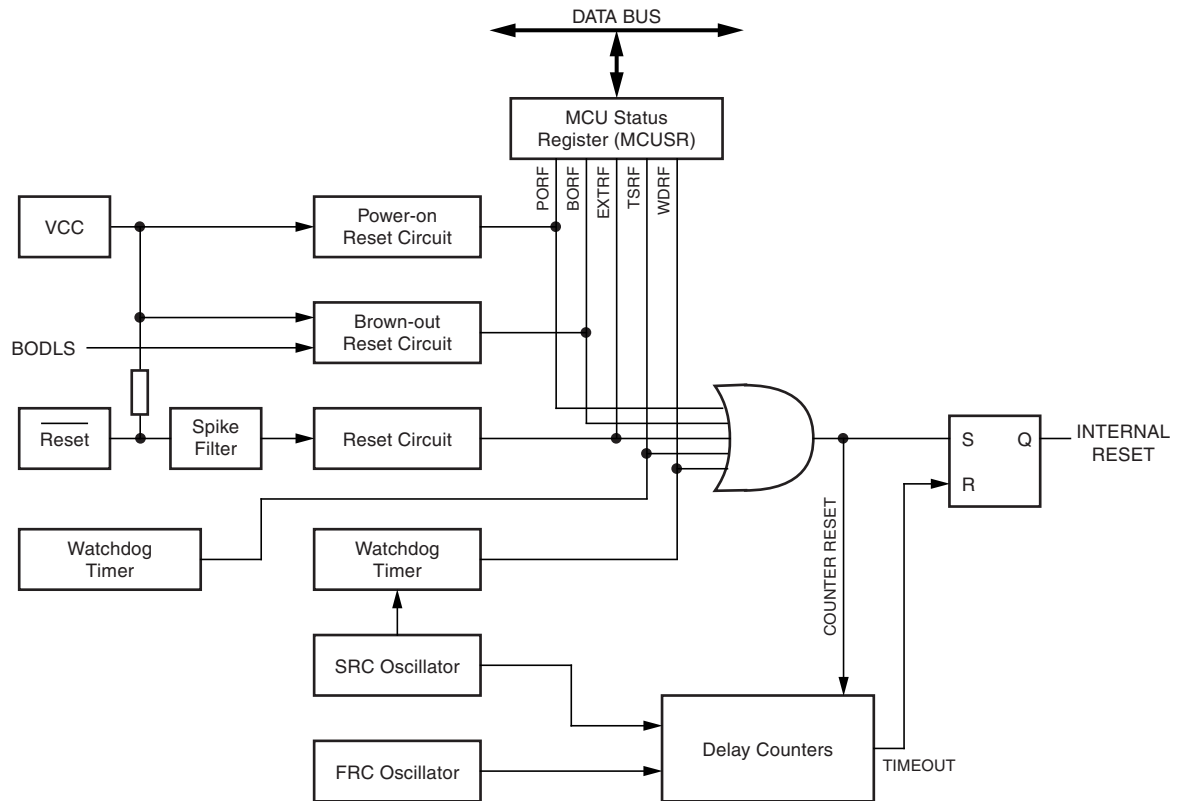 DATA BUS
MCU Status
Register (MCUSR)
PORF
BORF
EXTRF
TSRF
WDRF
VCC
Power-on
Reset Circuit
Brown-out
Reset Circuit
BODLS
Reset
Spike
Filter
Reset Circuit
S
Q
R
INTERNAL
RESET
Watchdog
Timer
Watchdog
Timer
COUNTER RESET
SRC Oscillator
Delay Counters
TIMEOUT
FRC Oscillator